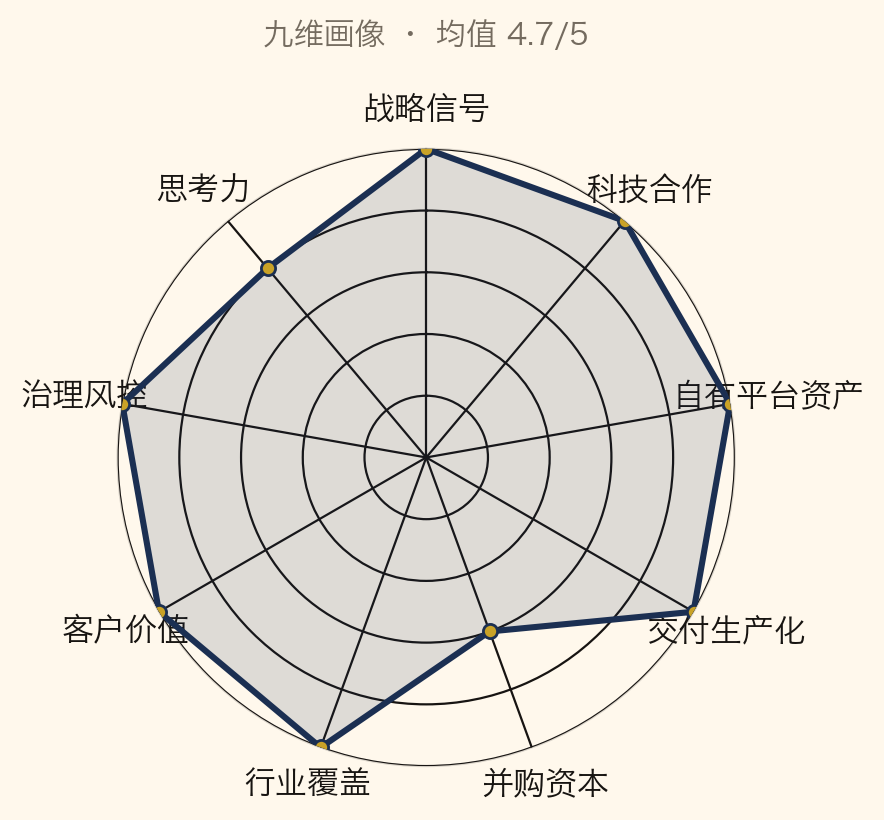 九维画像 · 均值 4.7/5
战略信号
思考力
科技合作
治理风控
自有平台资产
客户价值
交付生产化
行业覆盖
并购资本